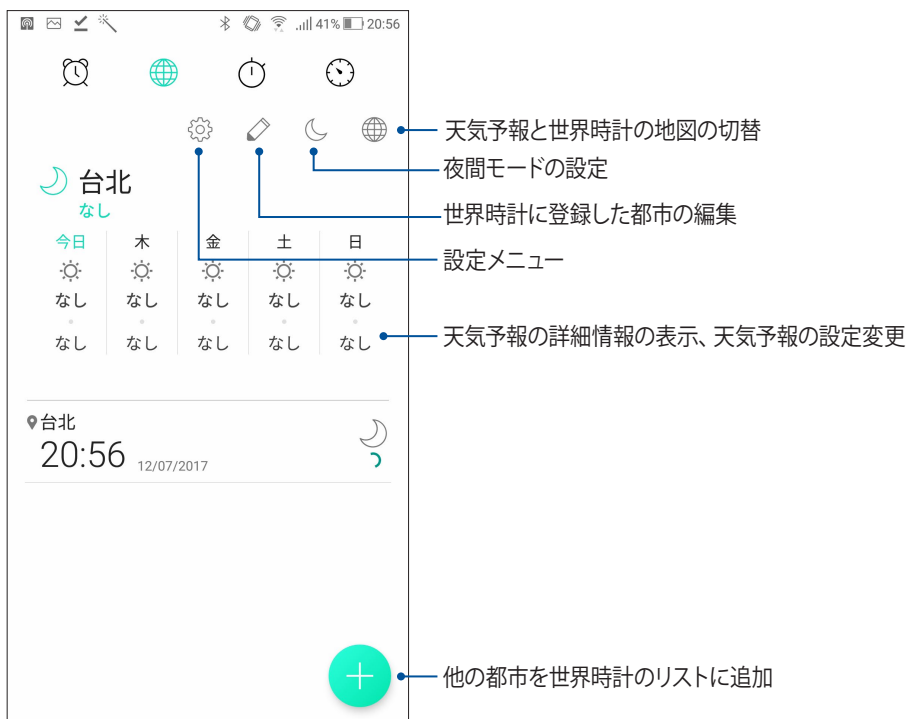 41% 20:56
天気予報と世界時計の地図の切替
夜間モードの設定
台北
なし
世界時計に登録した都市の編集
今日 木 金 土 日
設定メニュー
なし なし なし なし なし
なし なし なし なし なし
天気予報の詳細情報の表示、天気予報の設定変更
台北
20:56 12/07/2017
他の都市を世界時計のリストに追加